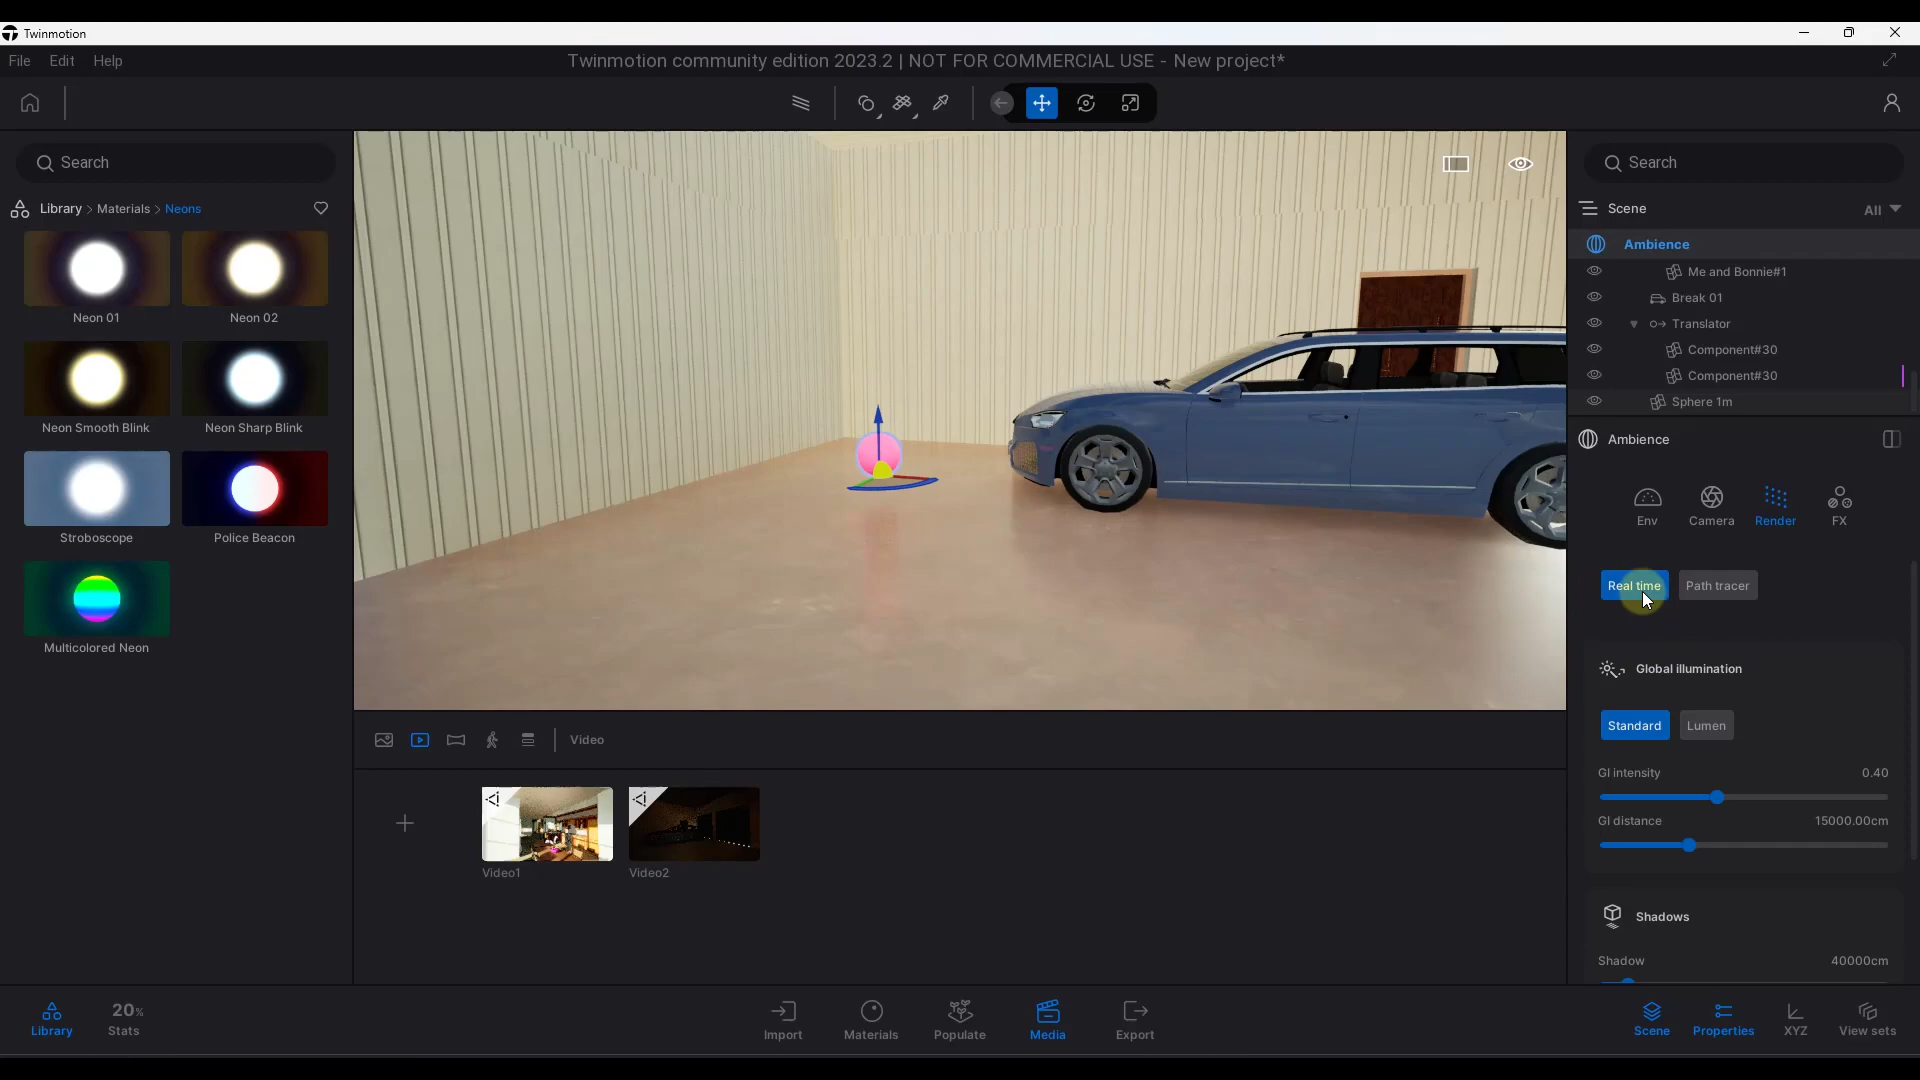 Twinmotion
File Edit Help
Twinmotion community edition 2023.2 | NOT FOR COMMERCIAL USE - New project*
Search
Library > Materials > Neons
Neon 01
Neon 02
Neon Smooth Blink
Neon Sharp Blink
Stroboscope
Police Beacon
Multicolored Neon
Video
Video1
Video2
Search
Scene
All
Ambience
Me and Bonnie#1
Break 01
Translator
Component#30
Component#30
Sphere 1m
Ambience
Env
Camera
Render
FX
Real time
Path tracer
Global illumination
Standard
Lumen
GI intensity 0.40
GI distance 15000.00cm
Shadows
Shadow 40000cm
Library
20%
Stats
Import
Materials
Populate
Media
Export
Scene
Properties
XYZ
View sets